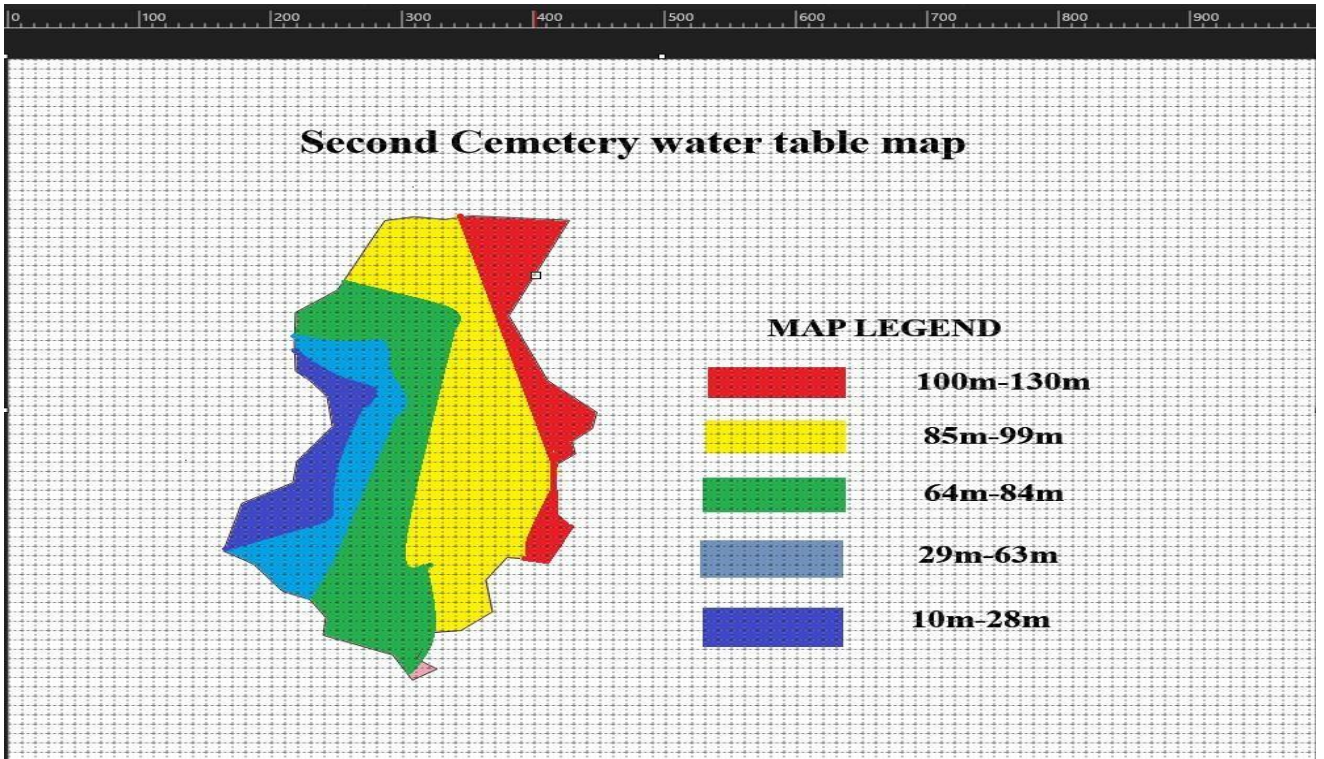 0 100 200 300 400 500 600 700 800 900
Second Cemetery water table map
MAP LEGEND
100m-130m
85m-99m
64m-84m
29m-63m
10m-28m